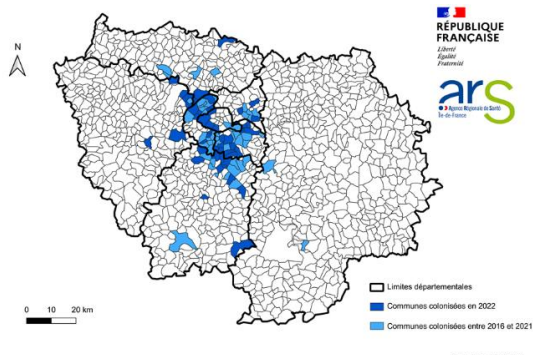 N
RÉPUBLIQUE
FRANÇAISE
Liberté
Égalité
Fraternité
ars
Agence Régionale de Santé
Île-de-France
Limites départementales
0 10 20 km
Communes colonisées en 2022
Communes colonisées entre 2016 et 2021